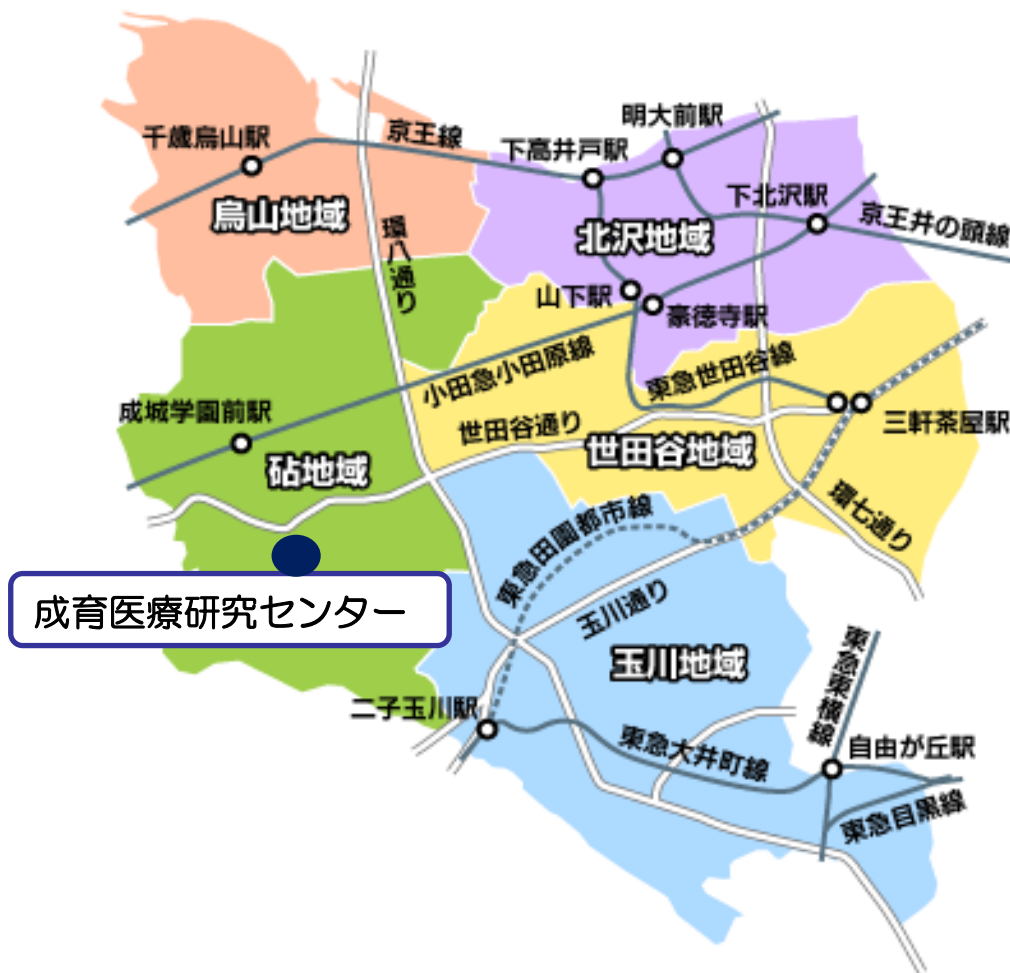 明大前駅
千歳烏山駅
京王線
下高井戸駅
下北沢駅
烏山地域
北沢地域
京王井の頭線
環八通り
山下駅
豪徳寺駅
小田急小田原線
東急世田谷線
成城学園前駅
世田谷通り
三軒茶屋駅
砧地域
世田谷地域
環七通り
東急田園都市線
成育医療研究センター
玉川通り
玉川地域
東急東横線
二子玉川駅
東急大井町線
自由が丘駅
東急目黒線